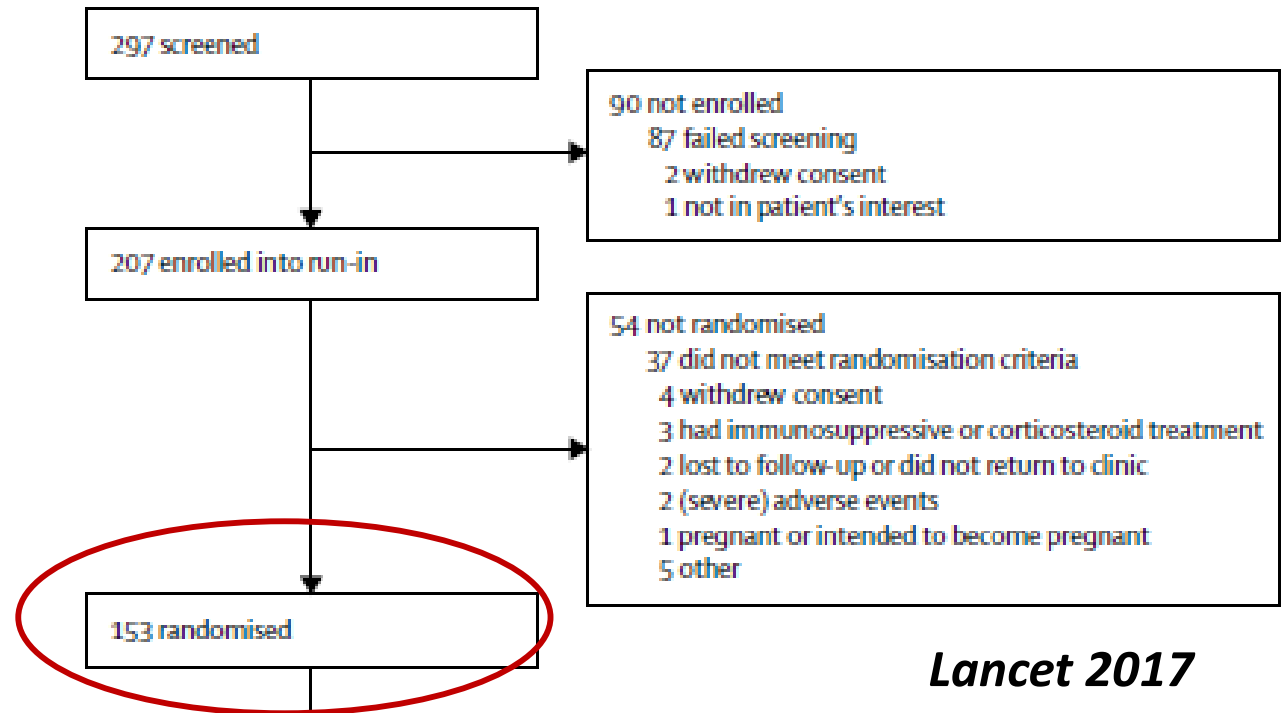 297 screened
90 not enrolled
87 failed screening
2 withdrew consent
1 not in patient's interest
207 enrolled into run-in
54 not randomised
37 did not meet randomisation criteria
4 withdrew consent
3 had immunosuppressive or corticosteroid treatment
2 lost to follow-up or did not return to clinic
2 (severe) adverse events
1 pregnant or intended to become pregnant
5 other
153 randomised
Lancet 2017